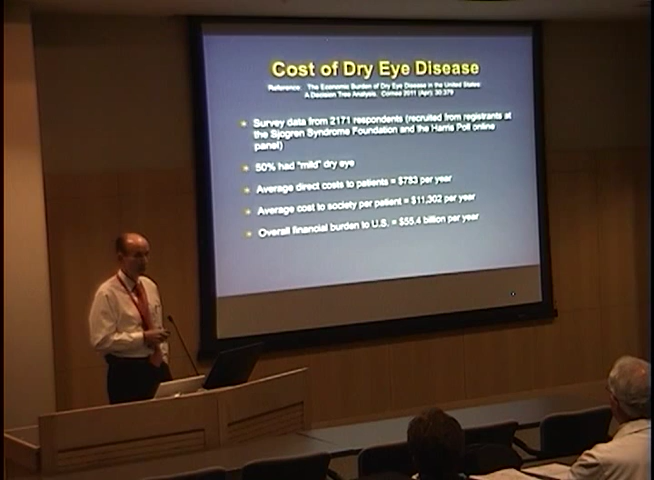 Cost of Dry Eye Disease
Reference: The Economic Burden of Dry Eye Disease in the United States:
A Decision Tree Analysis. Cornea 2011 (Apr) 30:379
Survey data from 2171 respondents (recruited from registrants at
the Sjogren Syndrome Foundation and the Harris Poll online
panel)
50% had "mild" dry eye
Average direct costs to patients = $783 per year
Average cost to society per patient = $11,302 per year
Overall financial burden to U.S. = $55.4 billion per year